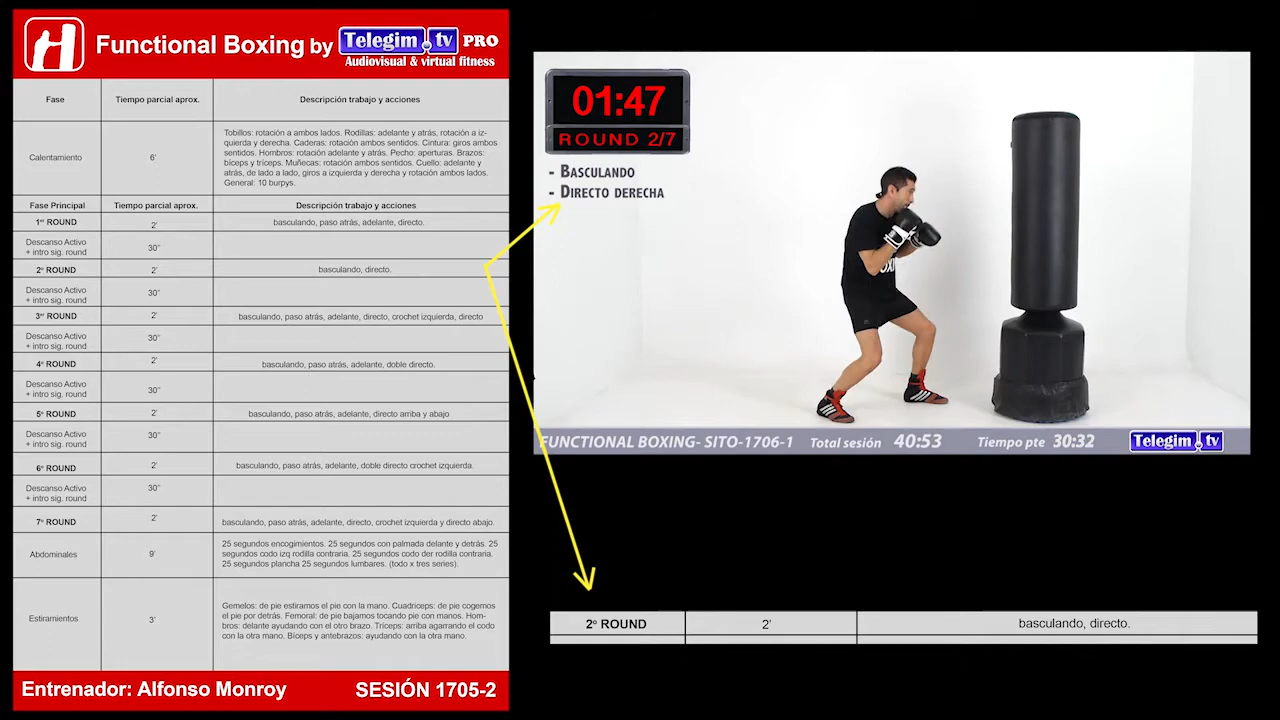 Functional Boxing by Telegim.tv PRO
Audiovisual & virtual fitness
Fase Tiempo parcial aprox. Descripción trabajo y acciones
Calentamiento 6' Tobillos: rotación a ambos lados. Rodillas: adelante y atrás, rotación a iz-
quierda y derecha. Caderas: rotación ambos sentidos. Cintura: giros ambos
sentidos. Hombros: rotación adelante y atrás. Pecho: aperturas. Brazos:
bíceps y tríceps. Muñecas: rotación ambos sentidos. Cuello: adelante y
atrás, de lado a lado, giros a izquierda y derecha y rotación ambos lados.
General: 10 burpys.
Fase Principal Tiempo parcial aprox. Descripción trabajo y acciones
1er ROUND 2' basculando, paso atrás, adelante, directo.
Descanso Activo
+ intro sig. round 30"
2º ROUND 2' basculando, directo.
Descanso Activo
+ intro sig. round 30"
3er ROUND 2' basculando, paso atrás, adelante, directo, crochet izquierda, directo
Descanso Activo
+ intro sig. round 30"
4º ROUND 2' basculando, paso atrás, adelante, doble directo.
Descanso Activo
+ intro sig. round 30"
5º ROUND 2' basculando, paso atrás, adelante, directo arriba y abajo
Descanso Activo
+ intro sig. round 30"
6º ROUND 2' basculando, paso atrás, adelante, doble directo crochet izquierda.
Descanso Activo
+ intro sig. round 30"
7º ROUND 2' basculando, paso atrás, adelante, directo, crochet izquierda y directo abajo.
Abdominales 9' 25 segundos encogimientos. 25 segundos con palmada delante y detrás. 25
segundos codo izq rodilla contraria. 25 segundos codo der rodilla contraria.
25 segundos plancha 25 segundos lumbares. (todo x tres series).
Estiramientos 3' Gemelos: de pie estiramos el pie con la mano. Cuadriceps: de pie cogemos
el pie por detrás. Femoral: de pie bajamos tocando pie con manos. Hom-
bros: delante ayudando con el otro brazo. Tríceps: arriba agarrando el codo
con la otra mano. Bíceps y antebrazos: ayudando con la otra mano.
Entrenador: Alfonso Monroy SESIÓN 1705-2
01:47
ROUND 2/7
- BASCULANDO
- DIRECTO DERECHA
FUNCTIONAL BOXING- SITO-1706-1 Total sesión 40:53 Tiempo pte 30:32 Telegim.tv
2º ROUND 2' basculando, directo.